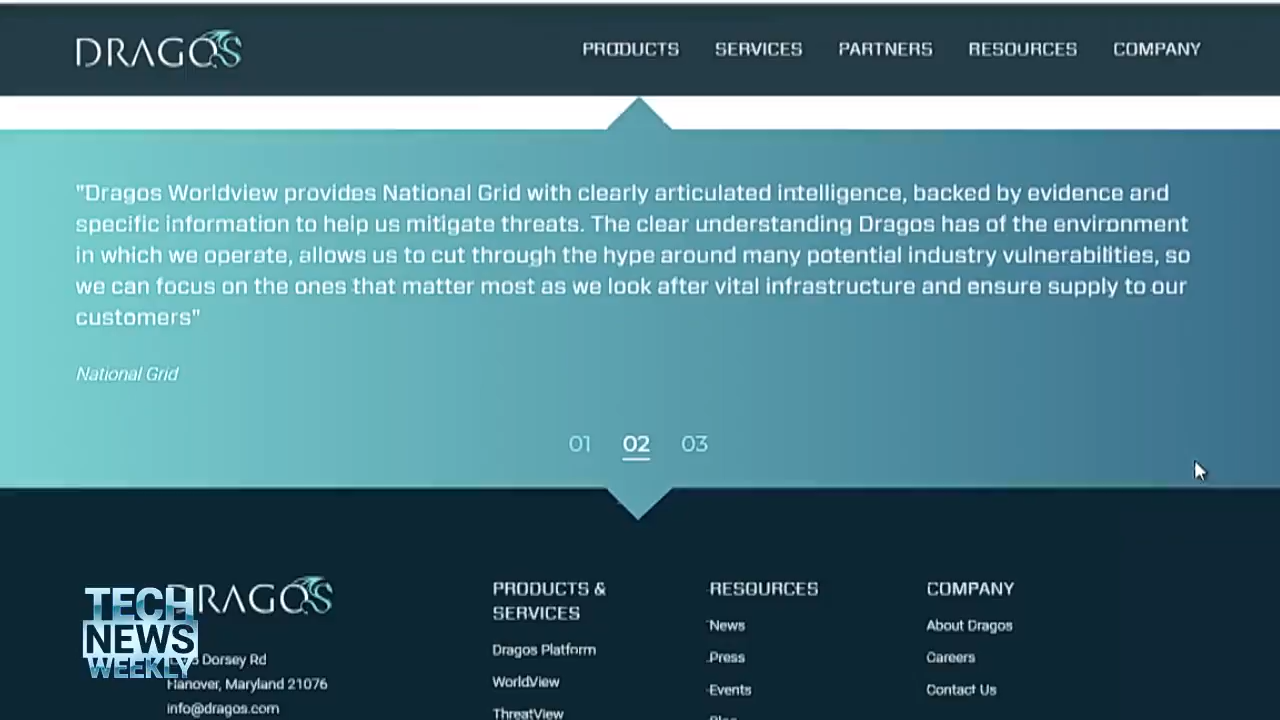 DRAGOS
PRODUCTS SERVICES PARTNERS RESOURCES COMPANY
"Dragos Worldview provides National Grid with clearly articulated intelligence, backed by evidence and
specific information to help us mitigate threats. The clear understanding Dragos has of the environment
in which we operate, allows us to cut through the hype around many potential industry vulnerabilities, so
we can focus on the ones that matter most as we look after vital infrastructure and ensure supply to our
customers"
National Grid
01 02 03
DRAGOS
Dorsey Rd
Hanover, Maryland 21076
info@dragos.com
TECH
NEWS
WEEKLY
PRODUCTS &
SERVICES
Dragos Platform
WorldView
ThreatView
RESOURCES
News
Press
Events
COMPANY
About Dragos
Careers
Contact Us